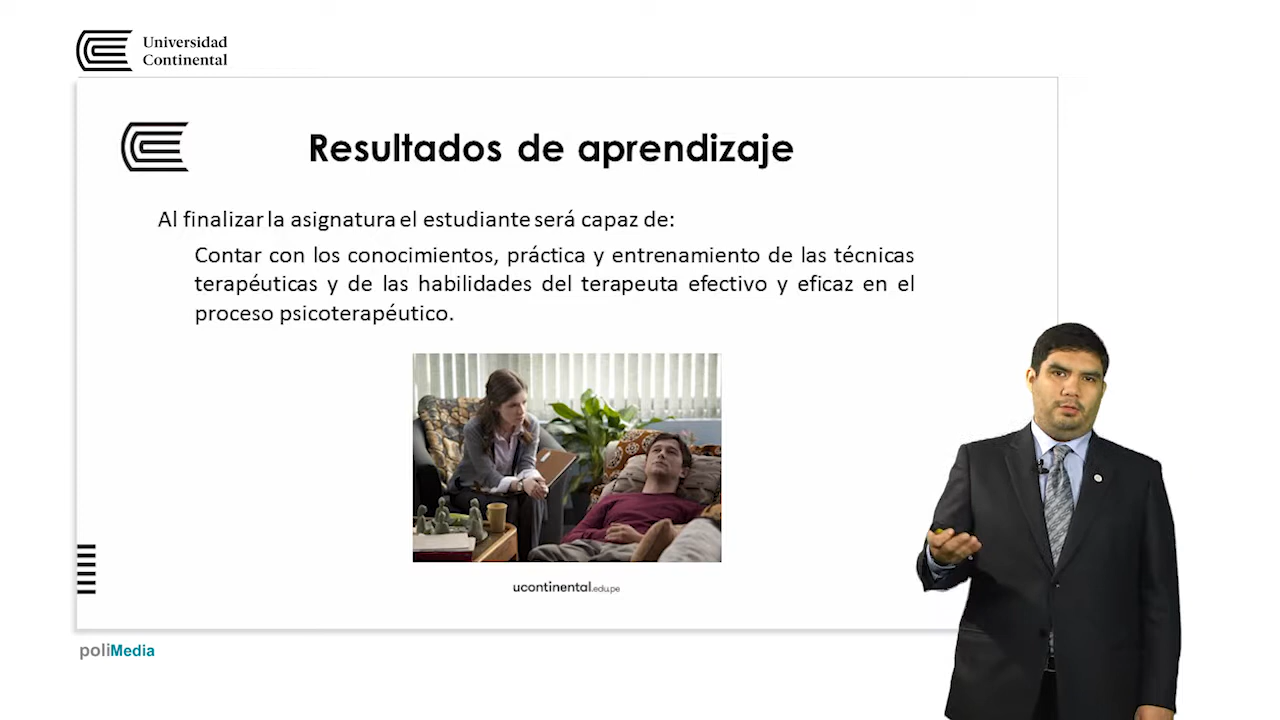 Universidad
Continental
Resultados de aprendizaje
Al finalizar la asignatura el estudiante será capaz de:
Contar con los conocimientos, práctica y entrenamiento de las técnicas
terapéuticas y de las habilidades del terapeuta efectivo y eficaz en el
proceso psicoterapéutico.
ucontinental.edu.pe
poliMedia